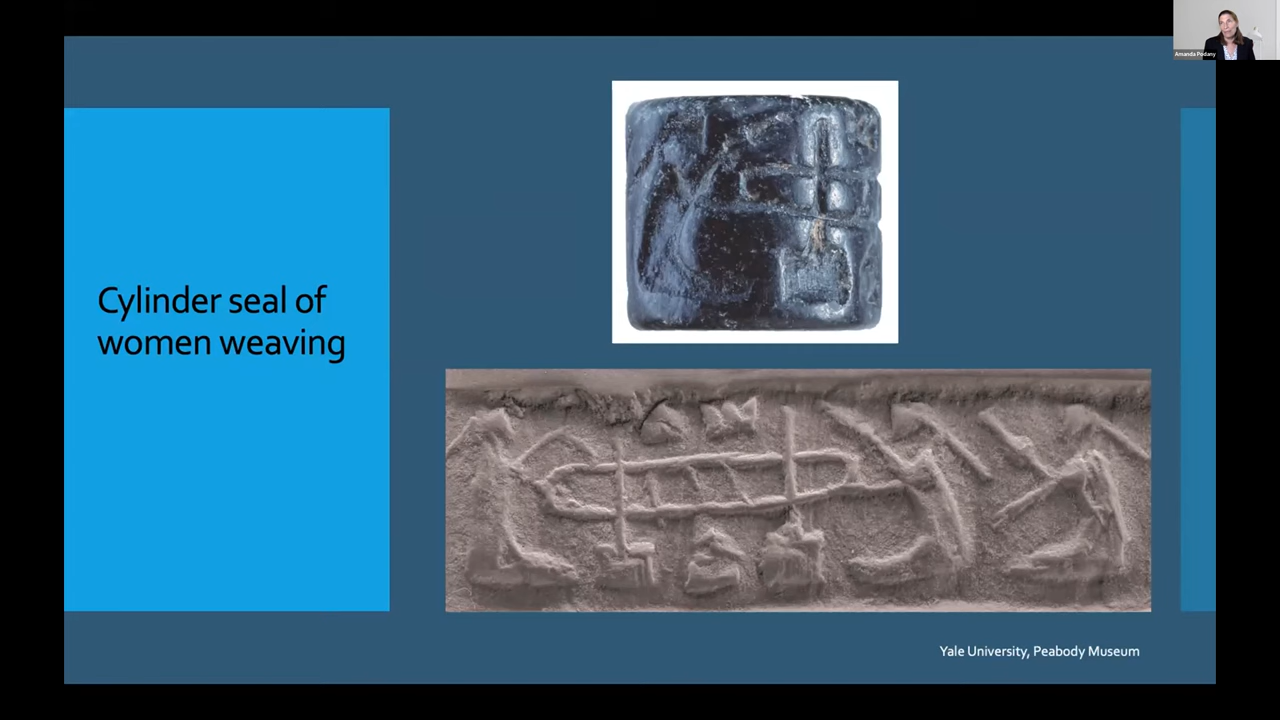 Amanda Podany
Cylinder seal of
women weaving
Yale University, Peabody Museum